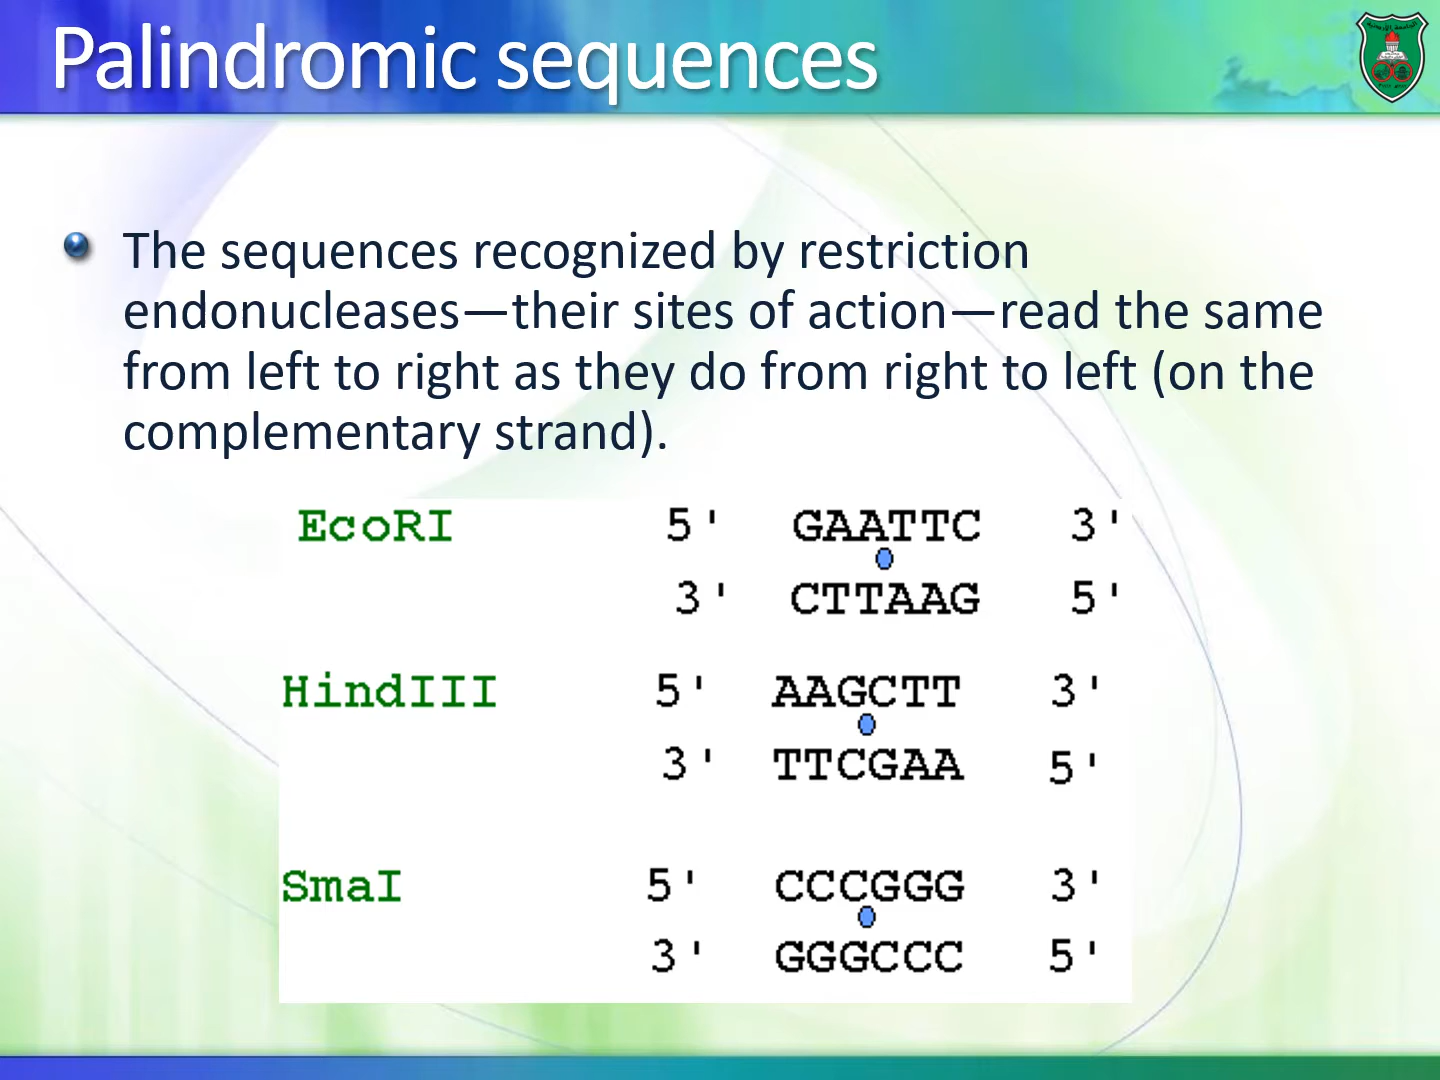 Palindromic sequences
The sequences recognized by restriction
endonucleases—their sites of action—read the same
from left to right as they do from right to left (on the
complementary strand).
EcoRI 5' GAATTC 3'
3' CTTAAG 5'
HindIII 5' AAGCTT 3'
3' TTCGAA 5'
SmaI 5' CCCGGG 3'
3' GGGCCC 5'